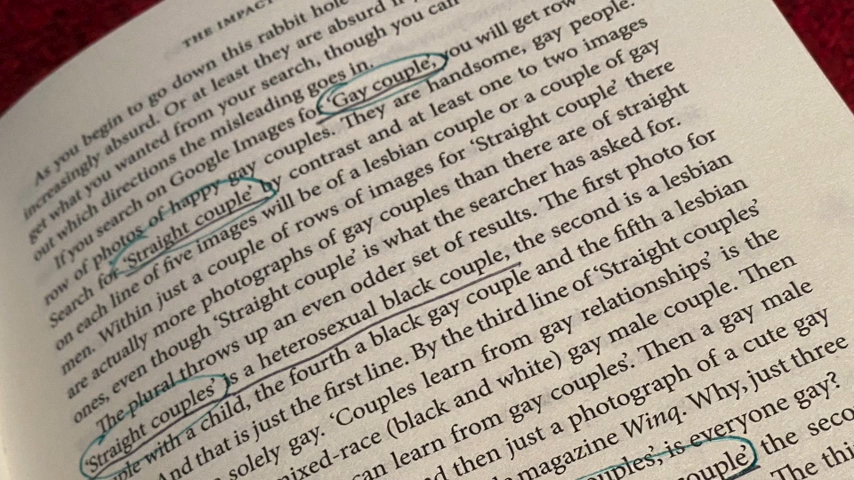 THE IMPACT
As you begin to go down this rabbit hole
increasingly absurd. Or at least they are absurd if
get what you wanted from your search, though you can
out which directions the misleading goes in.
If you search on Google Images for 'Gay couple', you will get row
row of photos of happy gay couples. They are handsome, gay people.
Search for 'Straight couple' by contrast and at least one to two images
on each line of five images will be of a lesbian couple or a couple of gay
men. Within just a couple of rows of images for 'Straight couple' there
are actually more photographs of gay couples than there are of straight
ones, even though 'Straight couple' is what the searcher has asked for.
The plural throws up an even odder set of results. The first photo for
'Straight couples' is a heterosexual black couple, the second is a lesbian
couple with a child, the fourth a black gay couple and the fifth a lesbian
And that is just the first line. By the third line of 'Straight couples'
solely gay. 'Couples learn from gay relationships' is the
mixed-race (black and white) gay male couple. Then
can learn from gay couples'. Then a gay male
and then just a photograph of a cute gay
magazine Winq. Why, just three
couples', is everyone gay?
couple' the
The